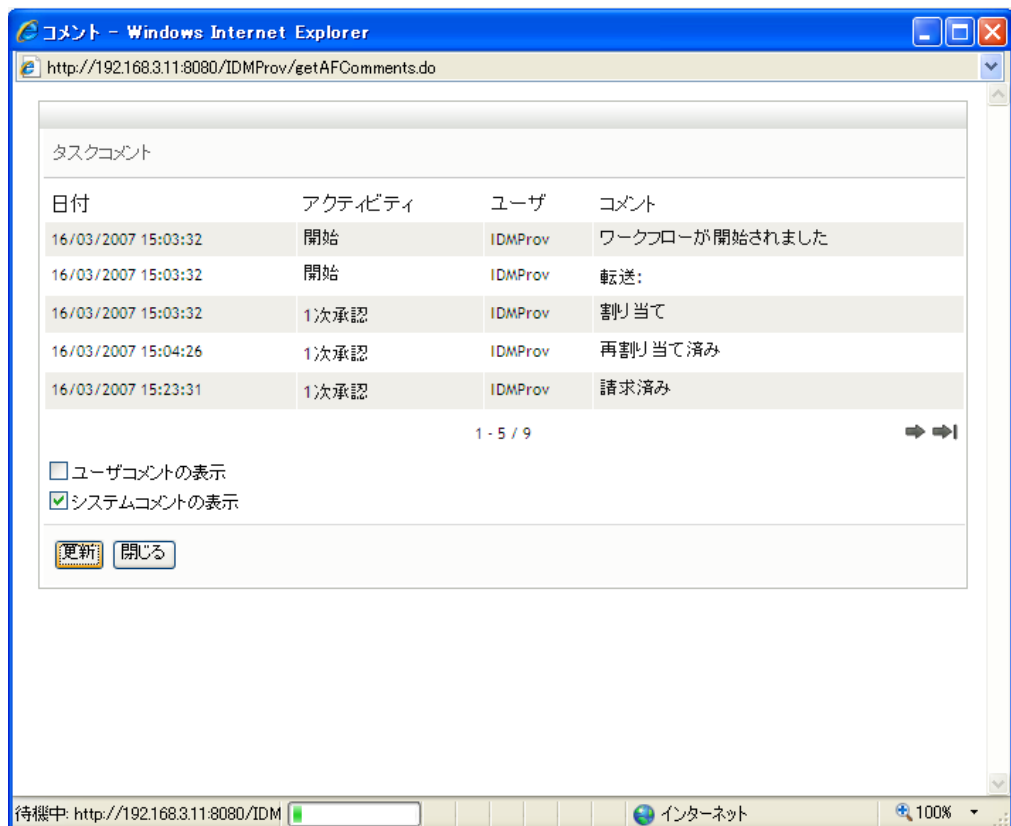 コメント - Windows Internet Explorer
http://192.168.3.11:8080/IDMProv/getAFComments.do
タスクコメント
日付 アクティビティ ユーザ コメント
16/03/2007 15:03:32 開始 IDMProv ワークフローが開始されました
16/03/2007 15:03:32 開始 IDMProv 転送:
16/03/2007 15:03:32 1次承認 IDMProv 割り当て
16/03/2007 15:04:26 1次承認 IDMProv 再割り当て済み
16/03/2007 15:23:31 1次承認 IDMProv 請求済み
1 - 5 / 9
ユーザコメントの表示
システムコメントの表示
更新 閉じる
待機中: http://192.168.3.11:8080/IDM インターネット 100%